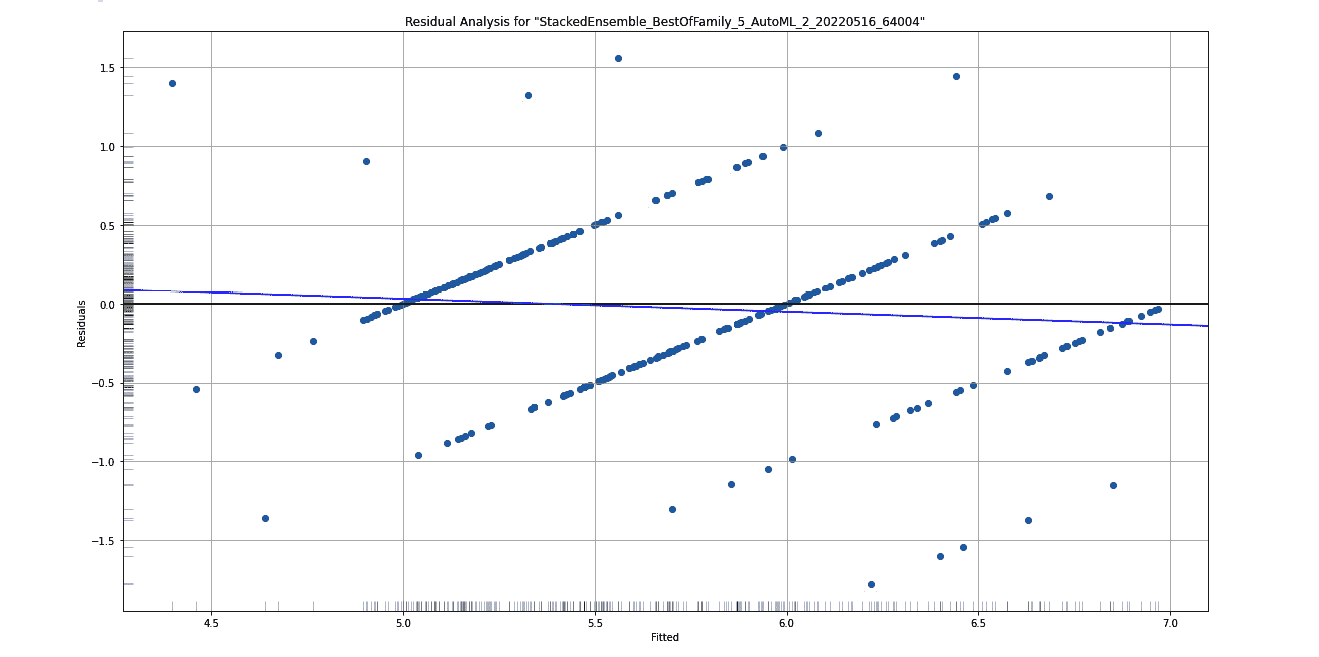 Residual Analysis for "StackedEnsemble_BestOfFamily_5_AutoML_2_20220516_64004"
1.5
1.0
0.5
0.0
−0.5
−1.0
−1.5
Residuals
4.5 5.0 5.5 6.0 6.5 7.0
Fitted